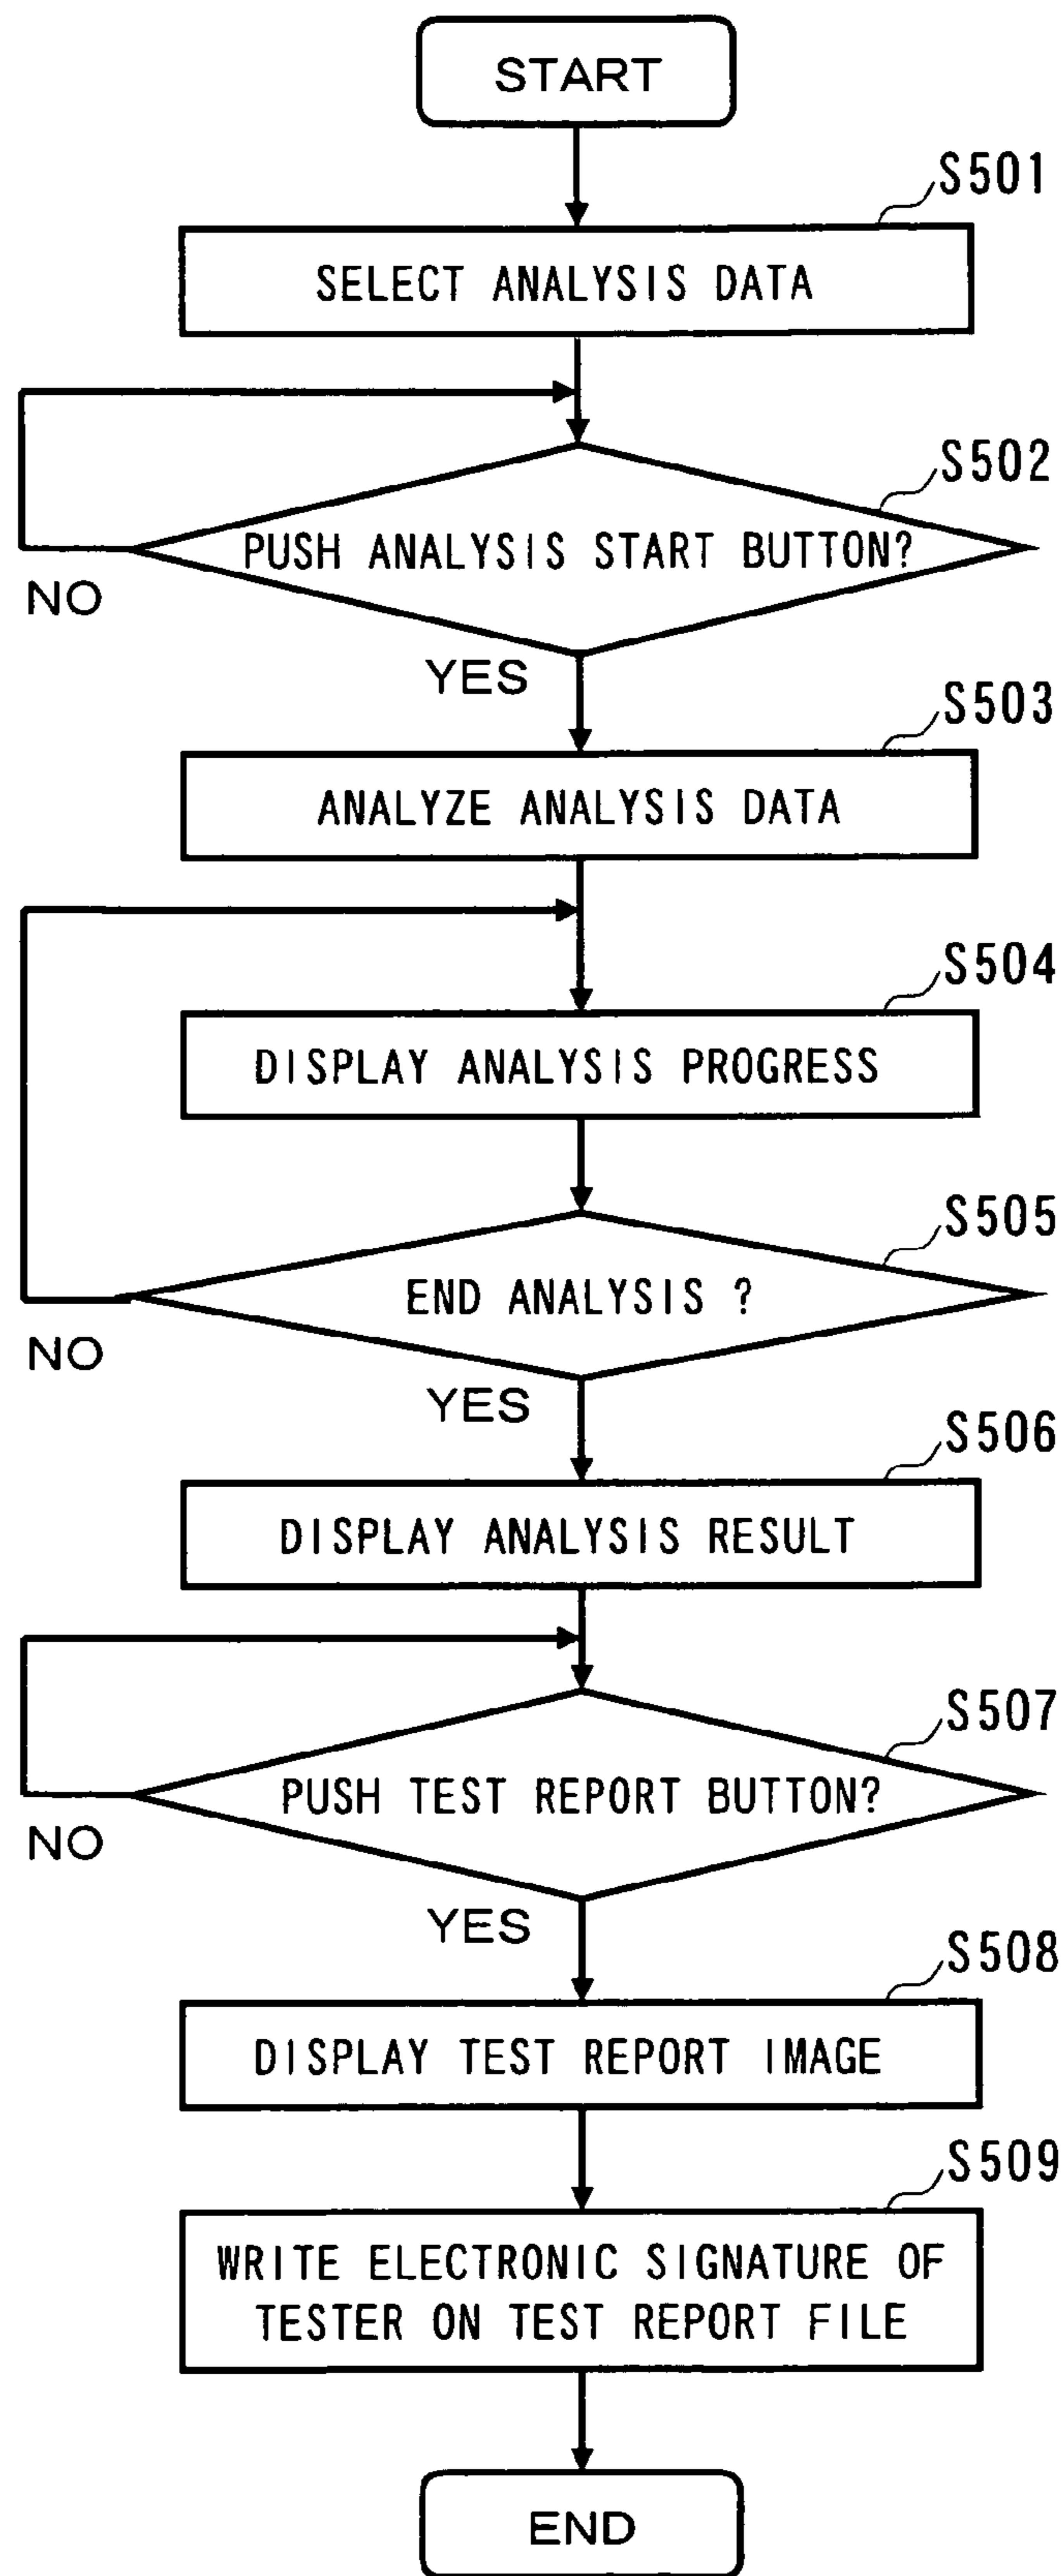 START
S501
SELECT ANALYSIS DATA
S502
PUSH ANALYSIS START BUTTON?
NO
YES
S503
ANALYZE ANALYSIS DATA
S504
DISPLAY ANALYSIS PROGRESS
S505
END ANALYSIS ?
NO
YES
S506
DISPLAY ANALYSIS RESULT
S507
PUSH TEST REPORT BUTTON?
NO
YES
S508
DISPLAY TEST REPORT IMAGE
S509
WRITE ELECTRONIC SIGNATURE OF
TESTER ON TEST REPORT FILE
END